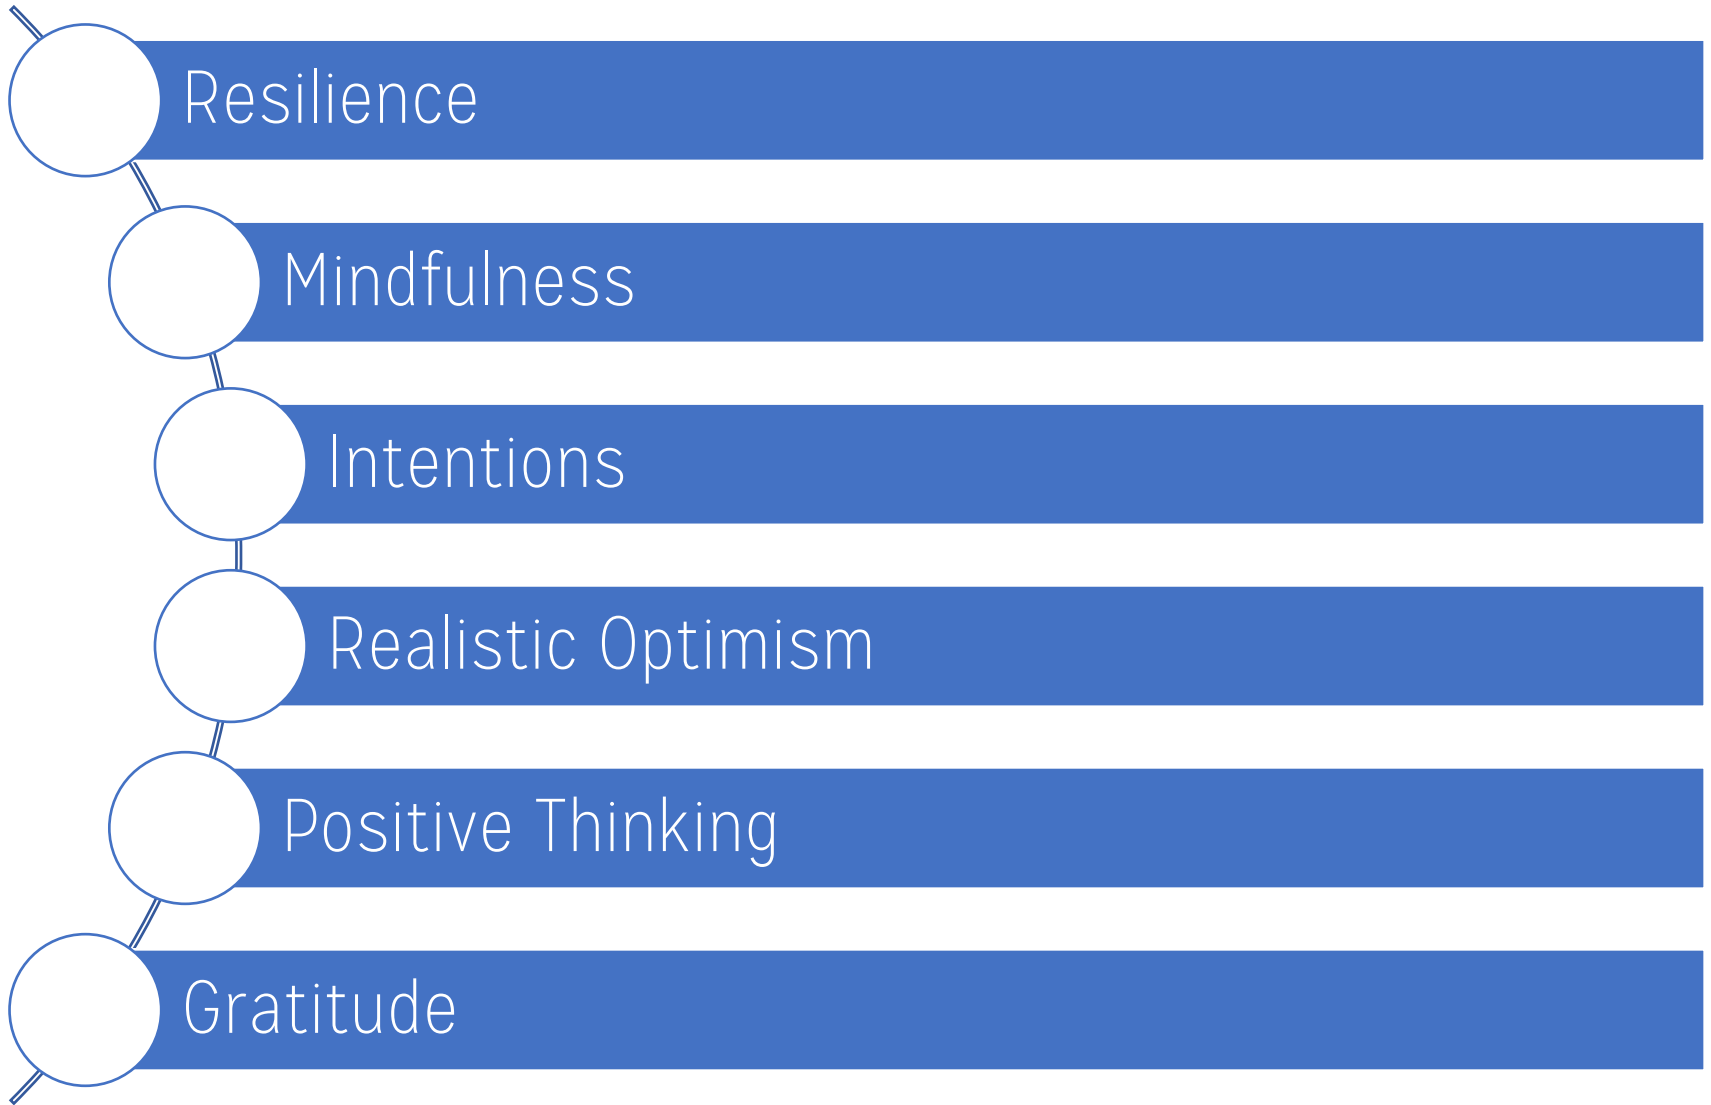 Resilience
Mindfulness
Intentions
Realistic Optimism
Positive Thinking
Gratitude